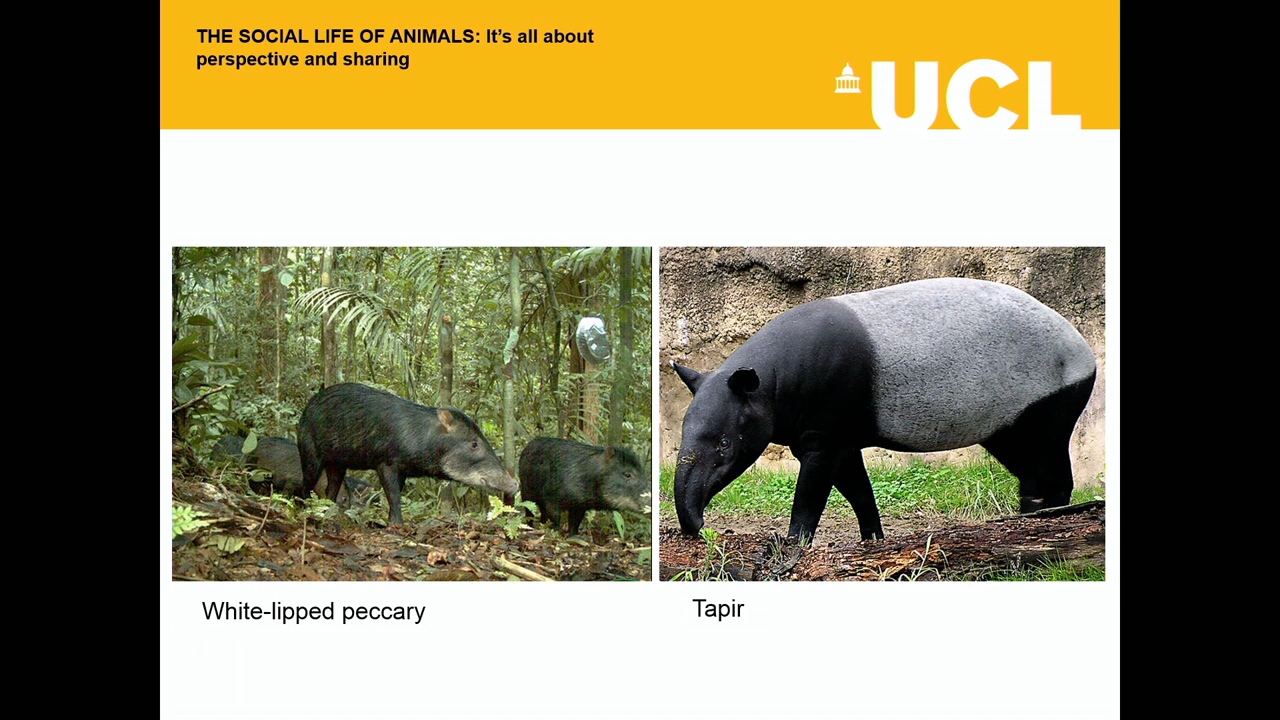 THE SOCIAL LIFE OF ANIMALS: It’s all about
perspective and sharing
UCL
White-lipped peccary
Tapir